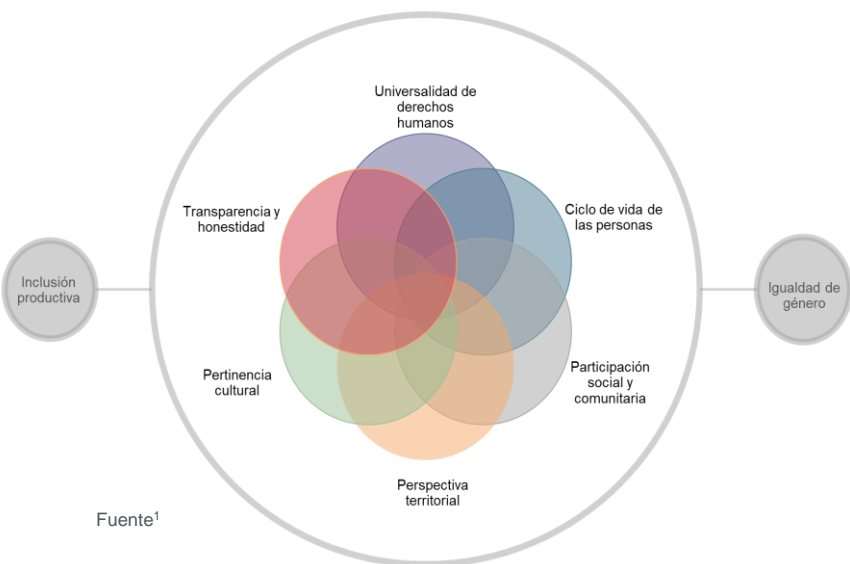 Universalidad de
derechos
humanos
Transparencia y
honestidad
Ciclo de vida de
las personas
Inclusión
productiva
Igualdad de
género
Pertinencia
cultural
Participación
social y
comunitaria
Perspectiva
territorial
Fuente¹